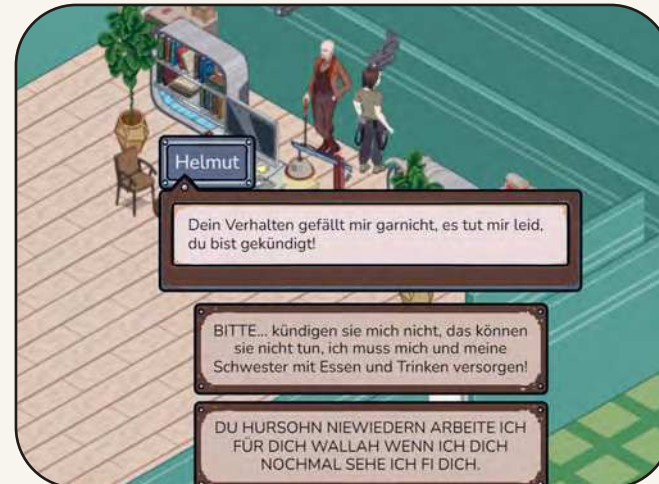 Helmut
Dein Verhalten gefällt mir garnicht, es tut mir leid,
du bist gekündigt!
BITTE... kündigen sie mich nicht, das können
sie nicht tun, ich muss mich und meine
Schwester mit Essen und Trinken versorgen!
DU HURSOHN NIEWIEDERN ARBEITE ICH
FÜR DICH WALLAH WENN ICH DICH
NOCHMAL SEHE ICH FI DICH.